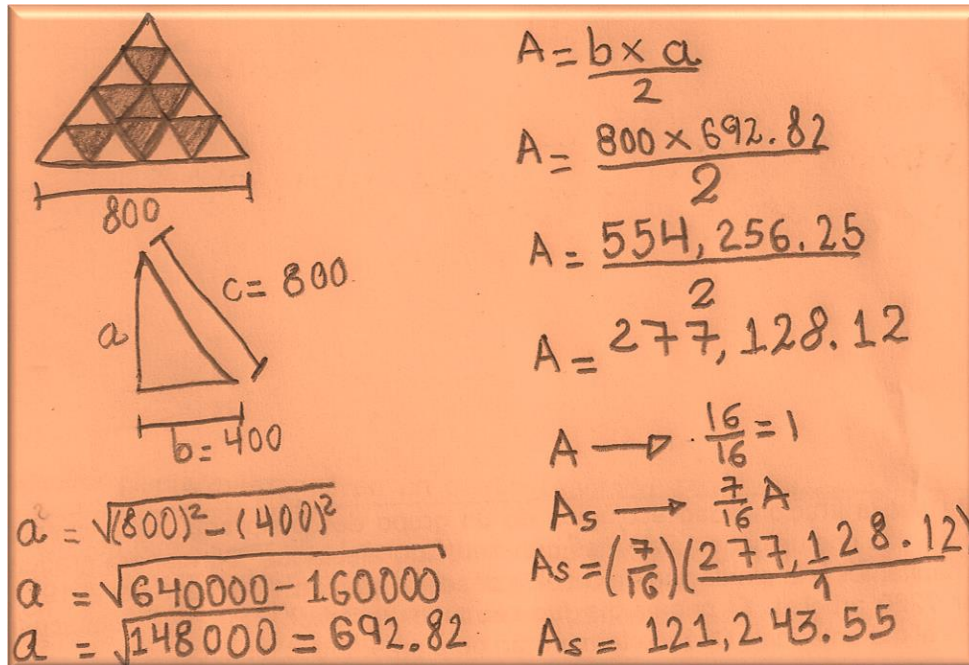 800
c = 800
a
b = 400
a² = √(800)² - (400)²
a = √640000 - 160000
a = √148000 = 692.82
A = b x a / 2
A = 800 x 692.82 / 2
A = 554,256.25 / 2
A = 277,128.12
A → 16/16 = 1
As → 7/16 A
As = (7/16)(277,128.12 / 1)
As = 121,243.55